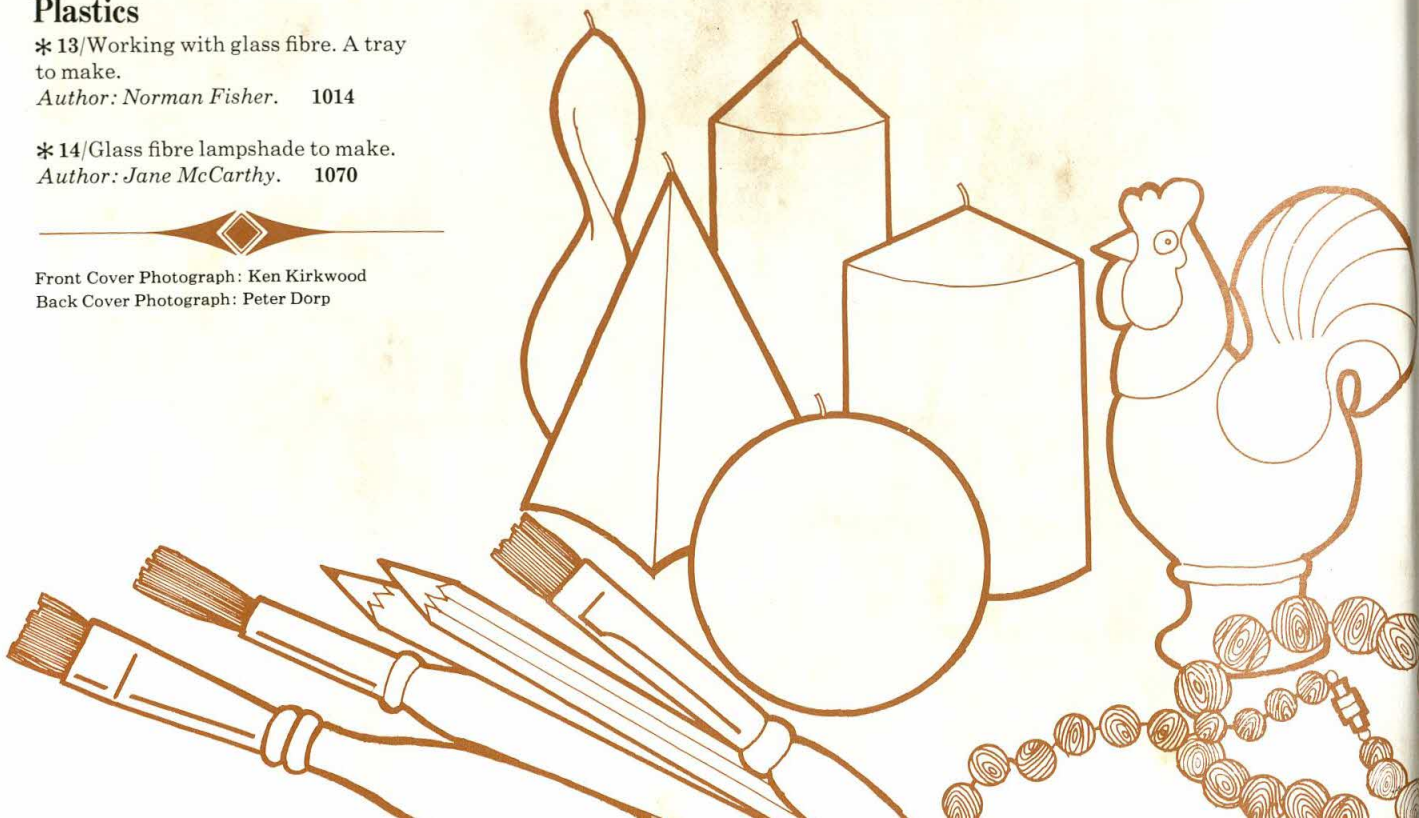 Plastics
* 13/Working with glass fibre. A tray
to make.
Author: Norman Fisher. 1014
* 14/Glass fibre lampshade to make.
Author: Jane McCarthy. 1070
Front Cover Photograph: Ken Kirkwood
Back Cover Photograph: Peter Dorp